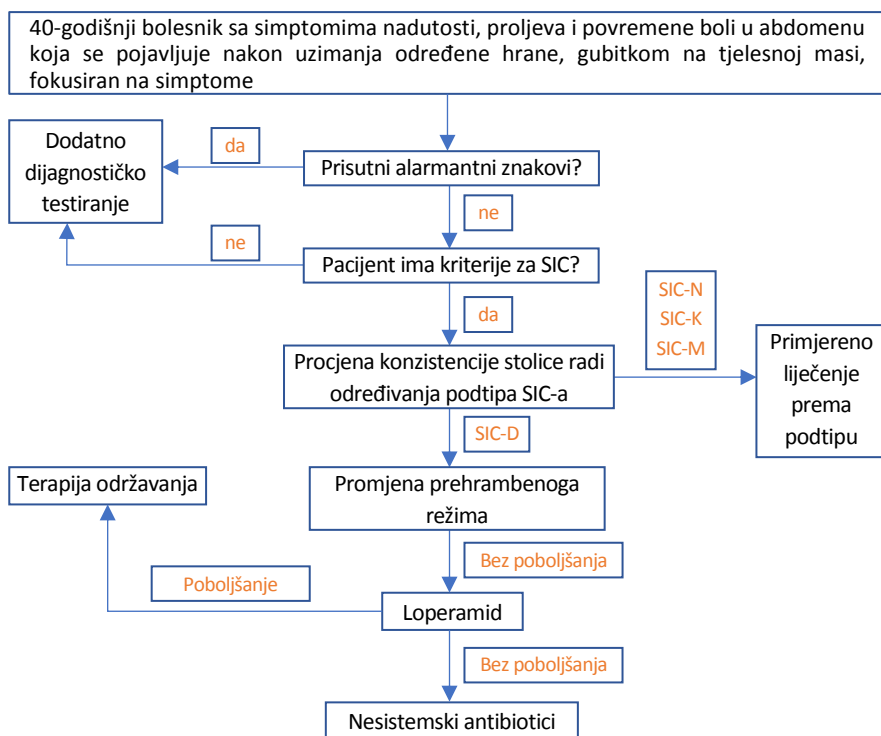 40-godišnji bolesnik sa simptomima nadutosti, proljeva i povremene boli u abdomenu
koja se pojavljuje nakon uzimanja određene hrane, gubitkom na tjelesnoj masi,
fokusiran na simptome
Dodatno
dijagnostičko
testiranje
da
Prisutni alarmantni znakovi?
ne
ne
Pacijent ima kriterije za SIC?
da
SIC-N
SIC-K
SIC-M
Procjena konzistencije stolice radi
određivanja podtipa SIC-a
Primjereno
liječenje
prema
podtipu
SIC-D
Terapija održavanja
Promjena prehrambenoga
režima
Bez poboljšanja
Poboljšanje
Loperamid
Bez poboljšanja
Nesistemski antibiotici